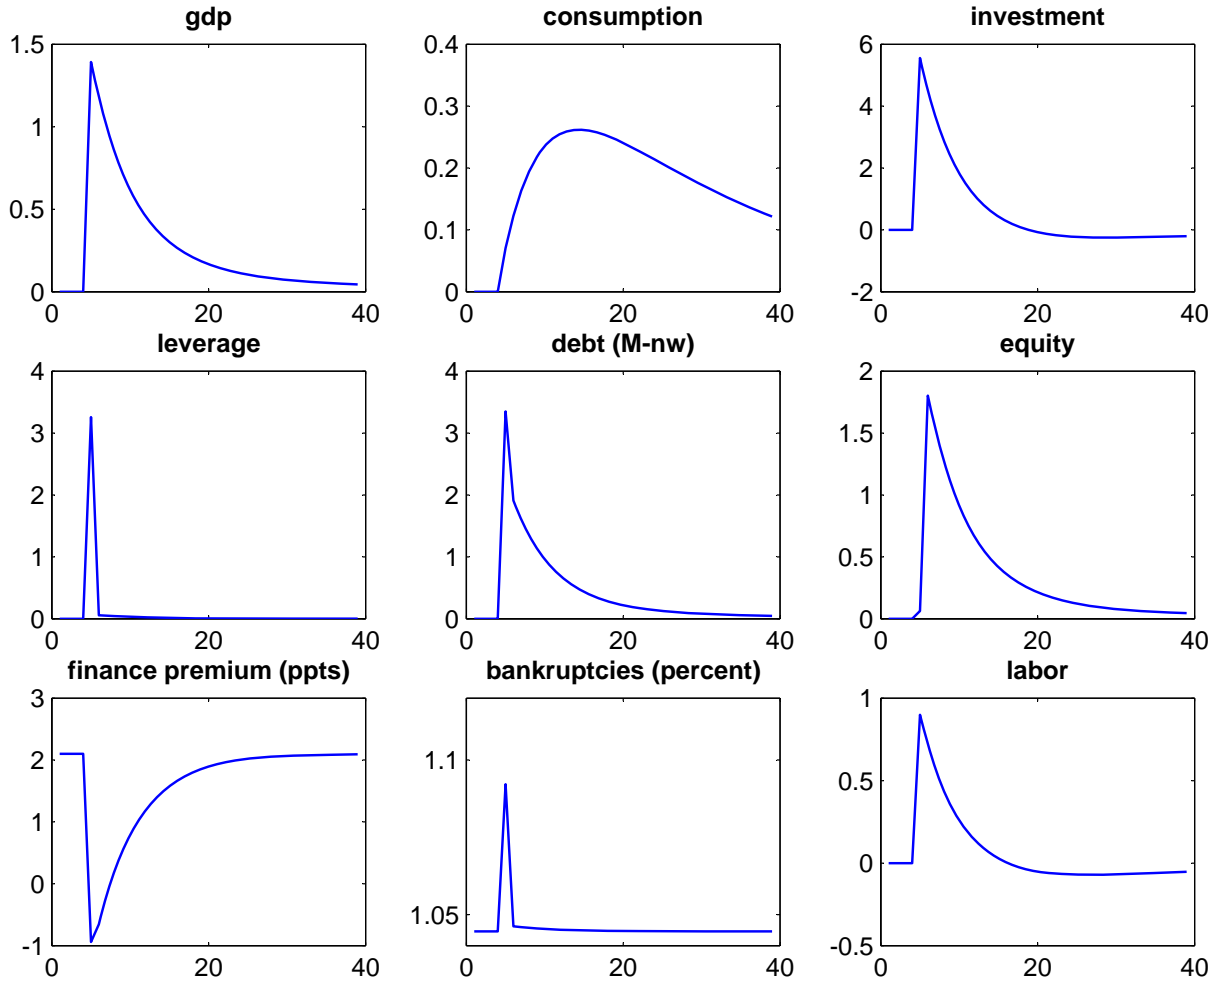 gdp
1.5
1
0.5
0
0 20 40
consumption
0.4
0.3
0.2
0.1
0
0 20 40
investment
6
4
2
0
-2
0 20 40
leverage
4
3
2
1
0
0 20 40
debt (M-nw)
4
3
2
1
0
0 20 40
equity
2
1.5
1
0.5
0
0 20 40
finance premium (ppts)
3
2
1
0
-1
0 20 40
bankruptcies (percent)
1.1
1.05
0 20 40
labor
1
0.5
0
-0.5
0 20 40